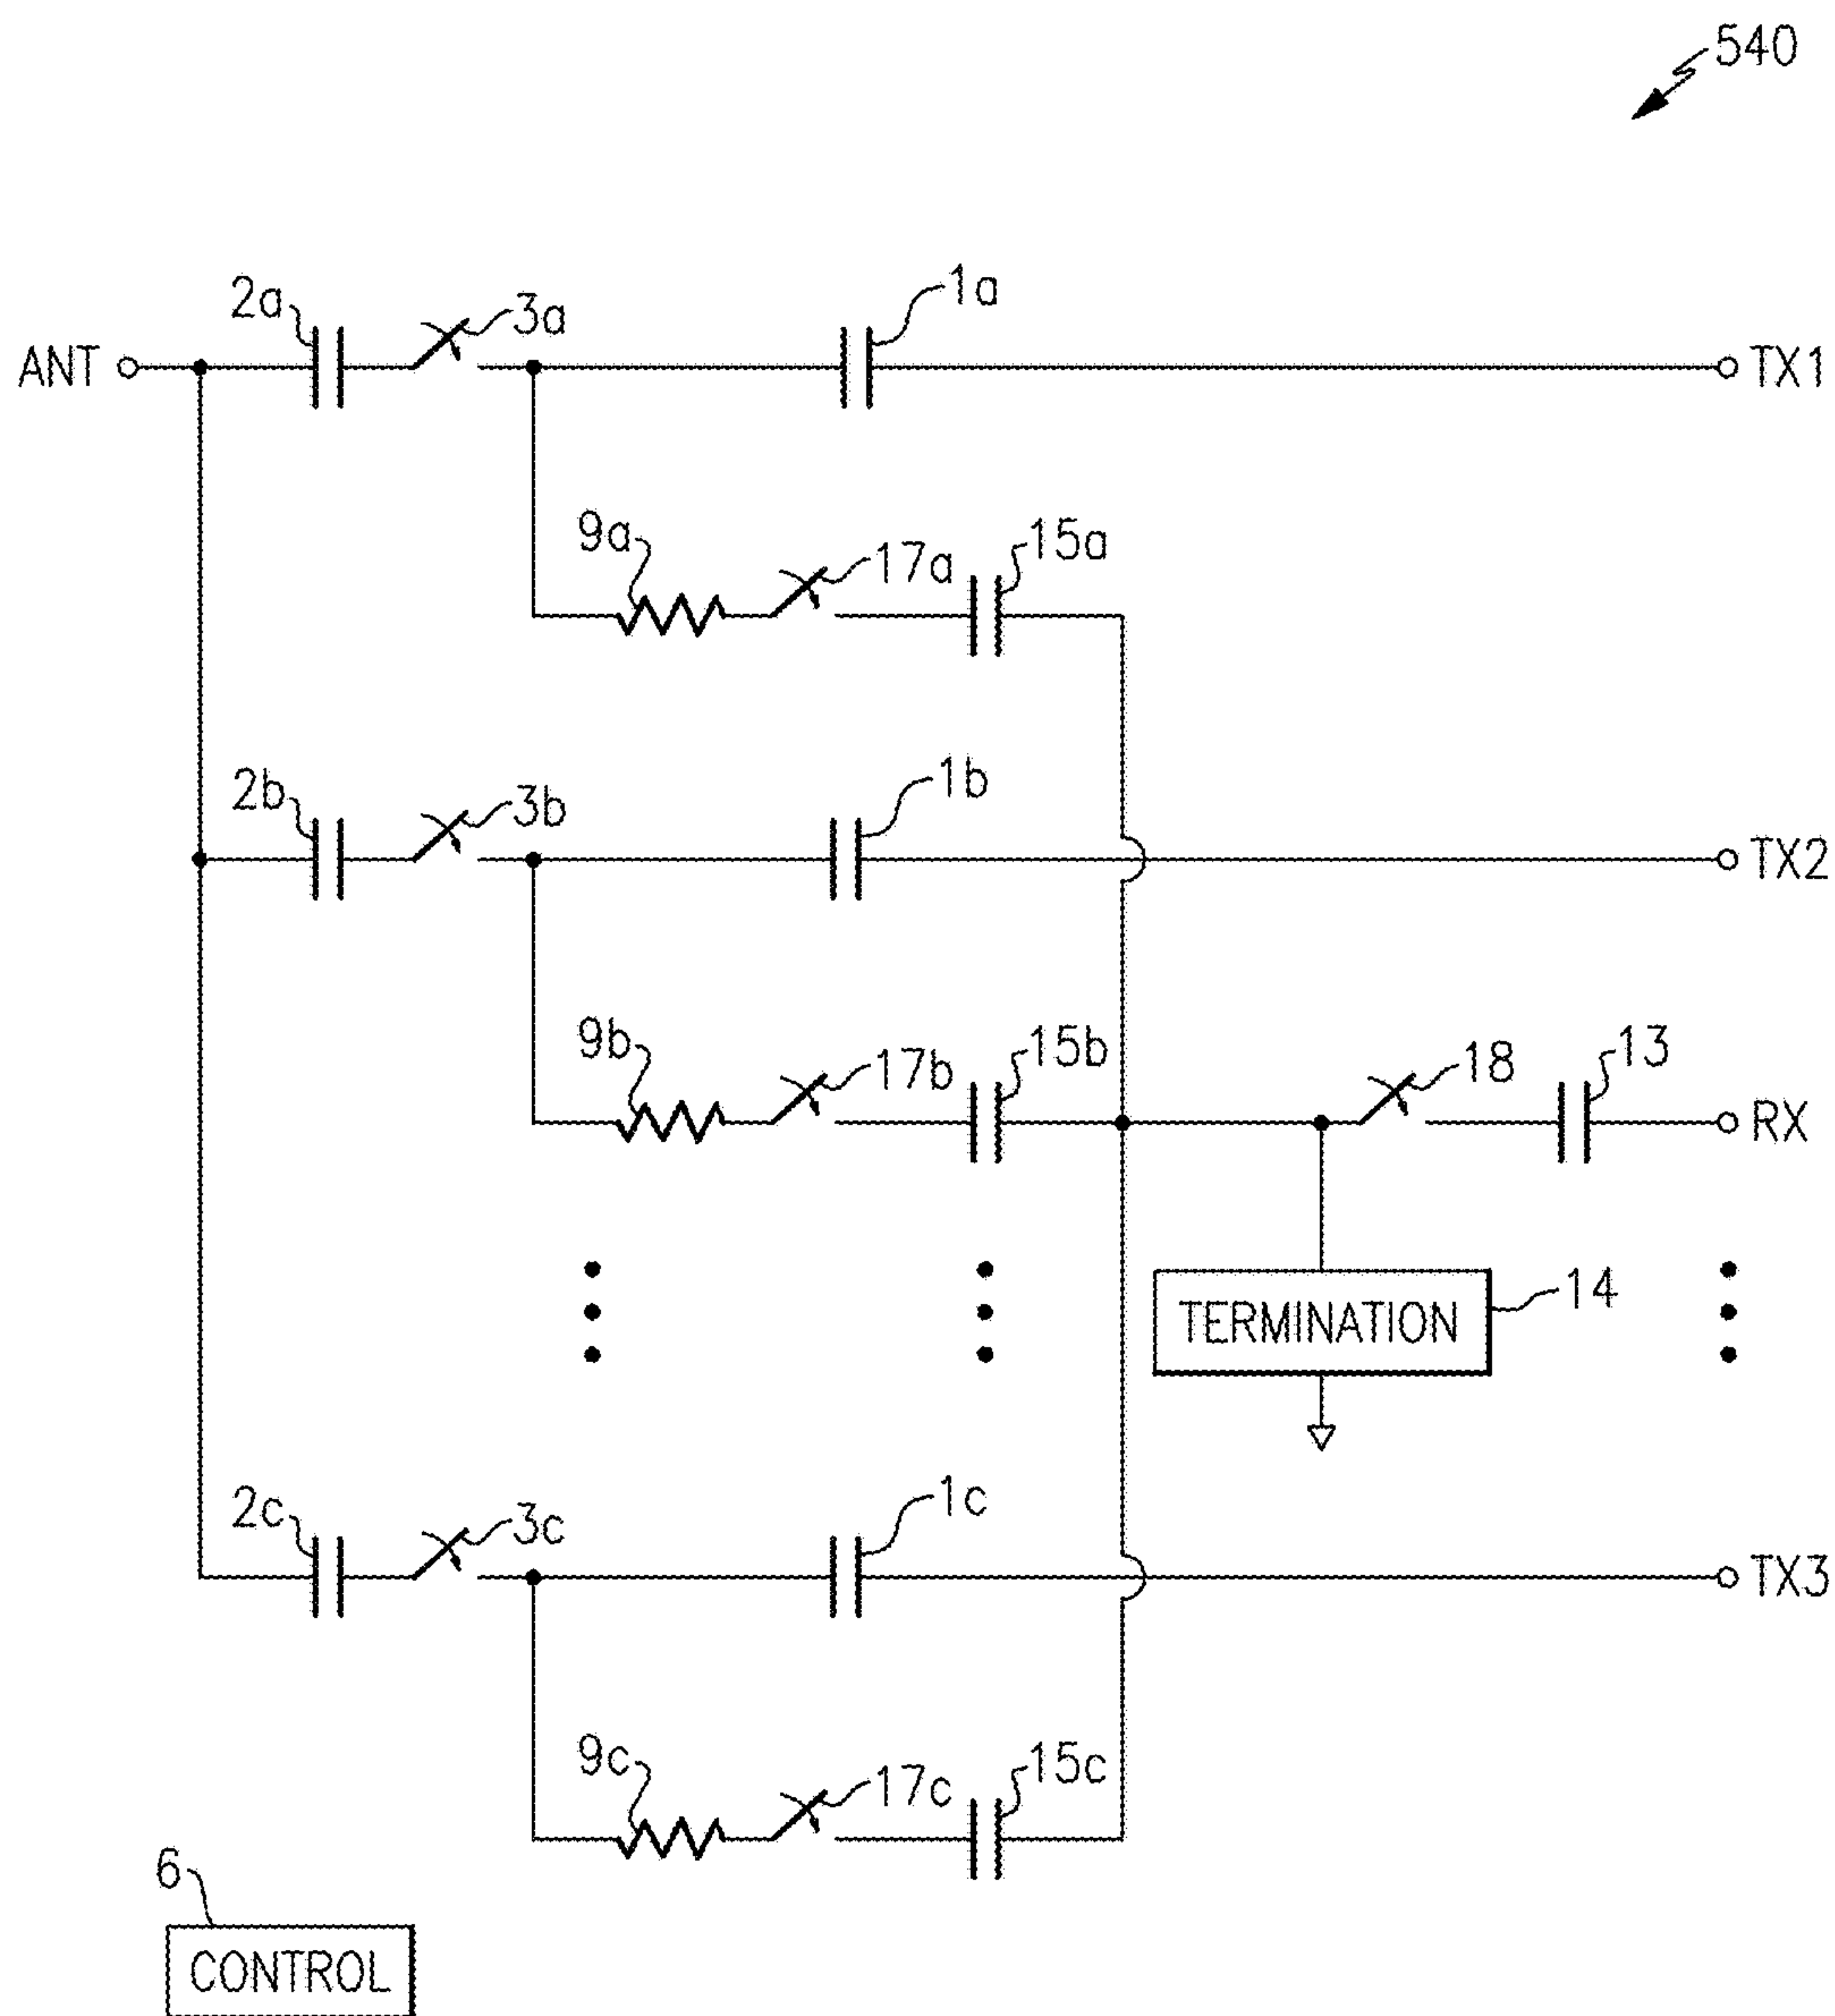 540
2a 3a 1a
ANT TX1
9a 17a 15a
2b 3b 1b
TX2
9b 17b 15b 18 13
RX
TERMINATION 14
2c 3c 1c
TX3
9c 17c 15c
6
CONTROL